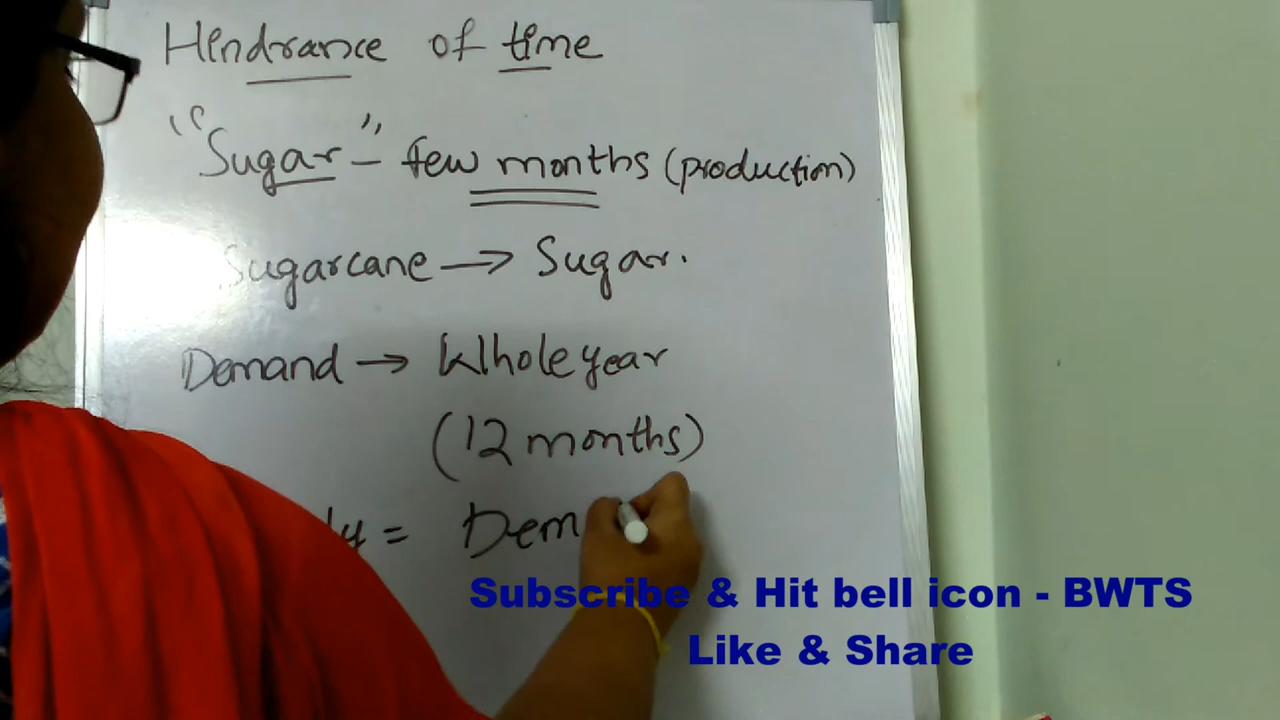 Hindrance of time
"Sugar" - few months (production)
Sugarcane → Sugar.
Demand → Whole year
(12 months)
= Dem
Subscribe & Hit bell icon - BWTS
Like & Share